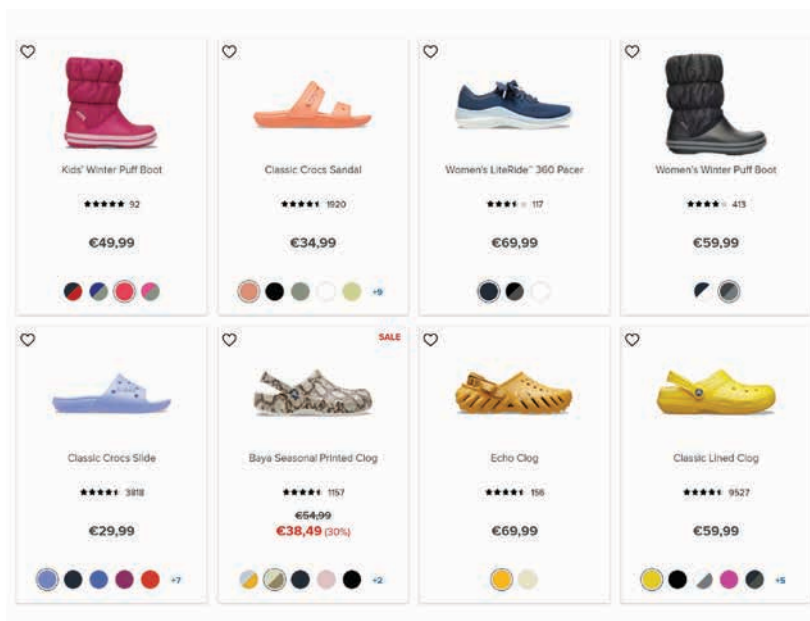 Kids' Winter Puff Boot
92
€49,99
Classic Crocs Sandal
1920
€34,99
+9
Women's LiteRide™ 360 Pacer
117
€69,99
Women's Winter Puff Boot
413
€59,99
Classic Crocs Slide
3818
€29,99
+7
SALE
Baya Seasonal Printed Clog
1157
€54,99
€38,49 (30%)
+2
Echo Clog
156
€69,99
Classic Lined Clog
9527
€59,99
+5